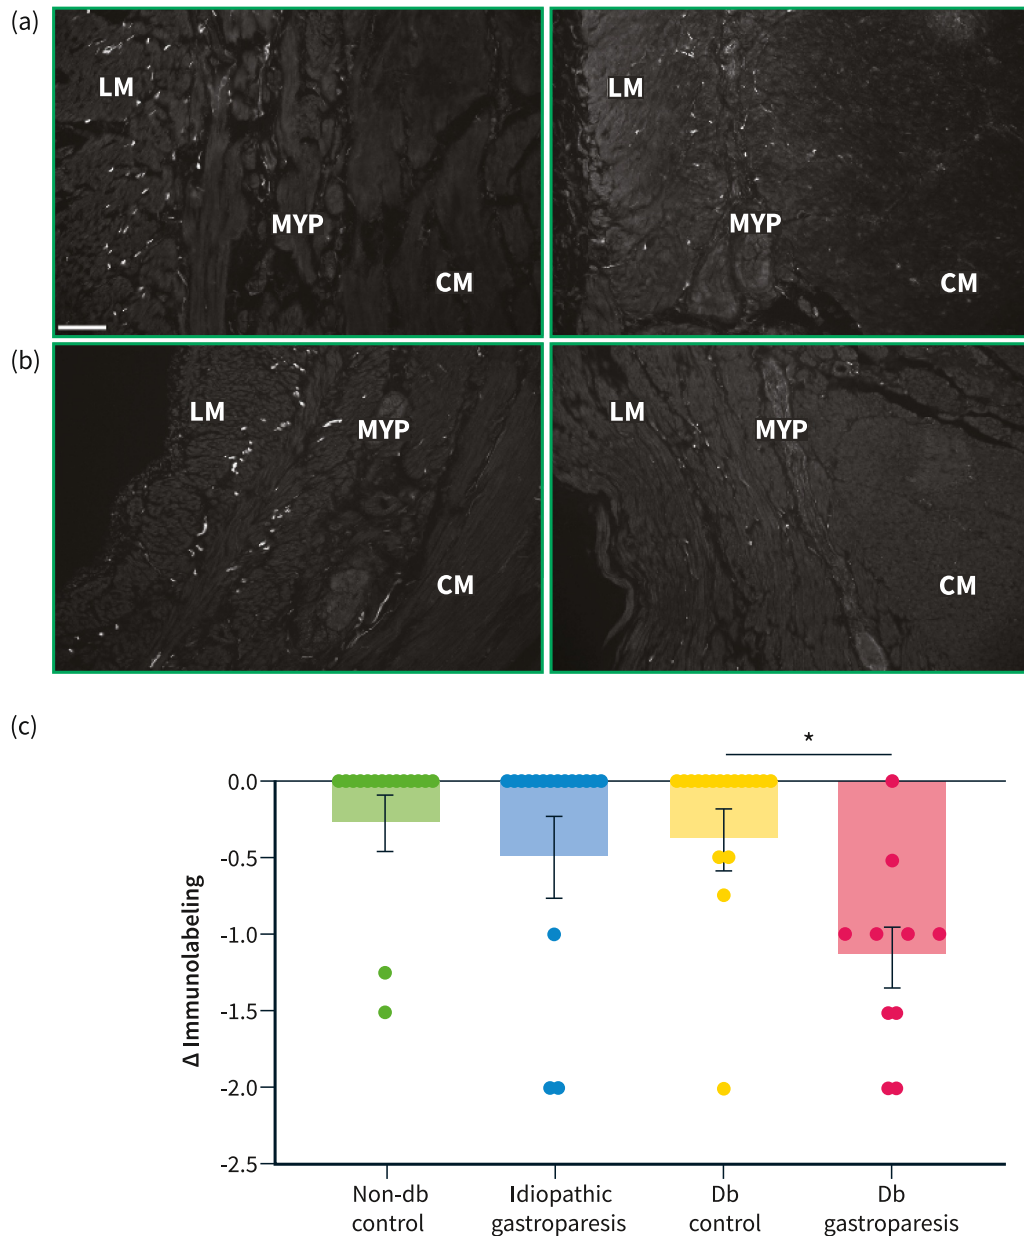 (a)
LM
MYP
CM
LM
MYP
CM
(b)
LM
MYP
CM
LM
MYP
CM
(c)
*
Δ Immunolabeling
0.0
-0.5
-1.0
-1.5
-2.0
-2.5
Non-db
control
Idiopathic
gastroparesis
Db
control
Db
gastroparesis